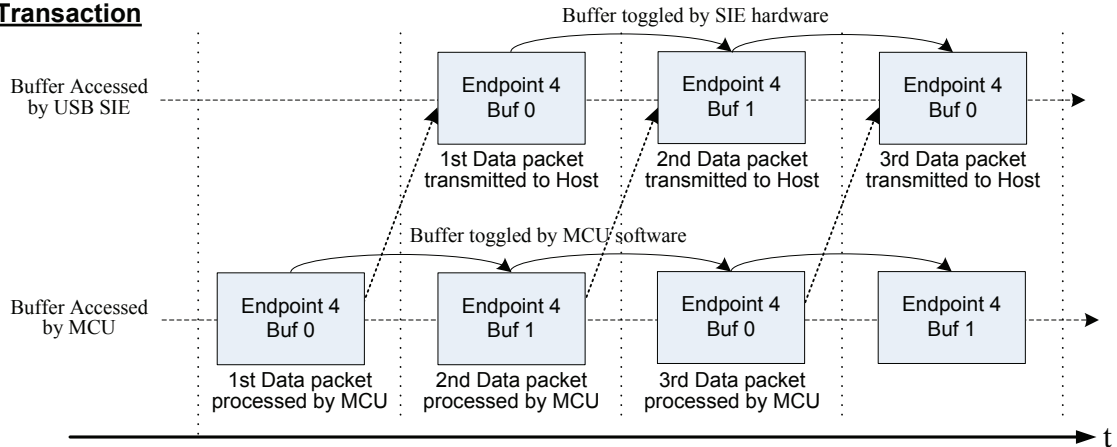 Transaction
Buffer toggled by SIE hardware
Buffer Accessed
by USB SIE
Endpoint 4
Buf 0
Endpoint 4
Buf 1
Endpoint 4
Buf 0
1st Data packet
transmitted to Host
2nd Data packet
transmitted to Host
3rd Data packet
transmitted to Host
Buffer toggled by MCU software
Buffer Accessed
by MCU
Endpoint 4
Buf 0
Endpoint 4
Buf 1
Endpoint 4
Buf 0
Endpoint 4
Buf 1
1st Data packet
processed by MCU
2nd Data packet
processed by MCU
3rd Data packet
processed by MCU
t